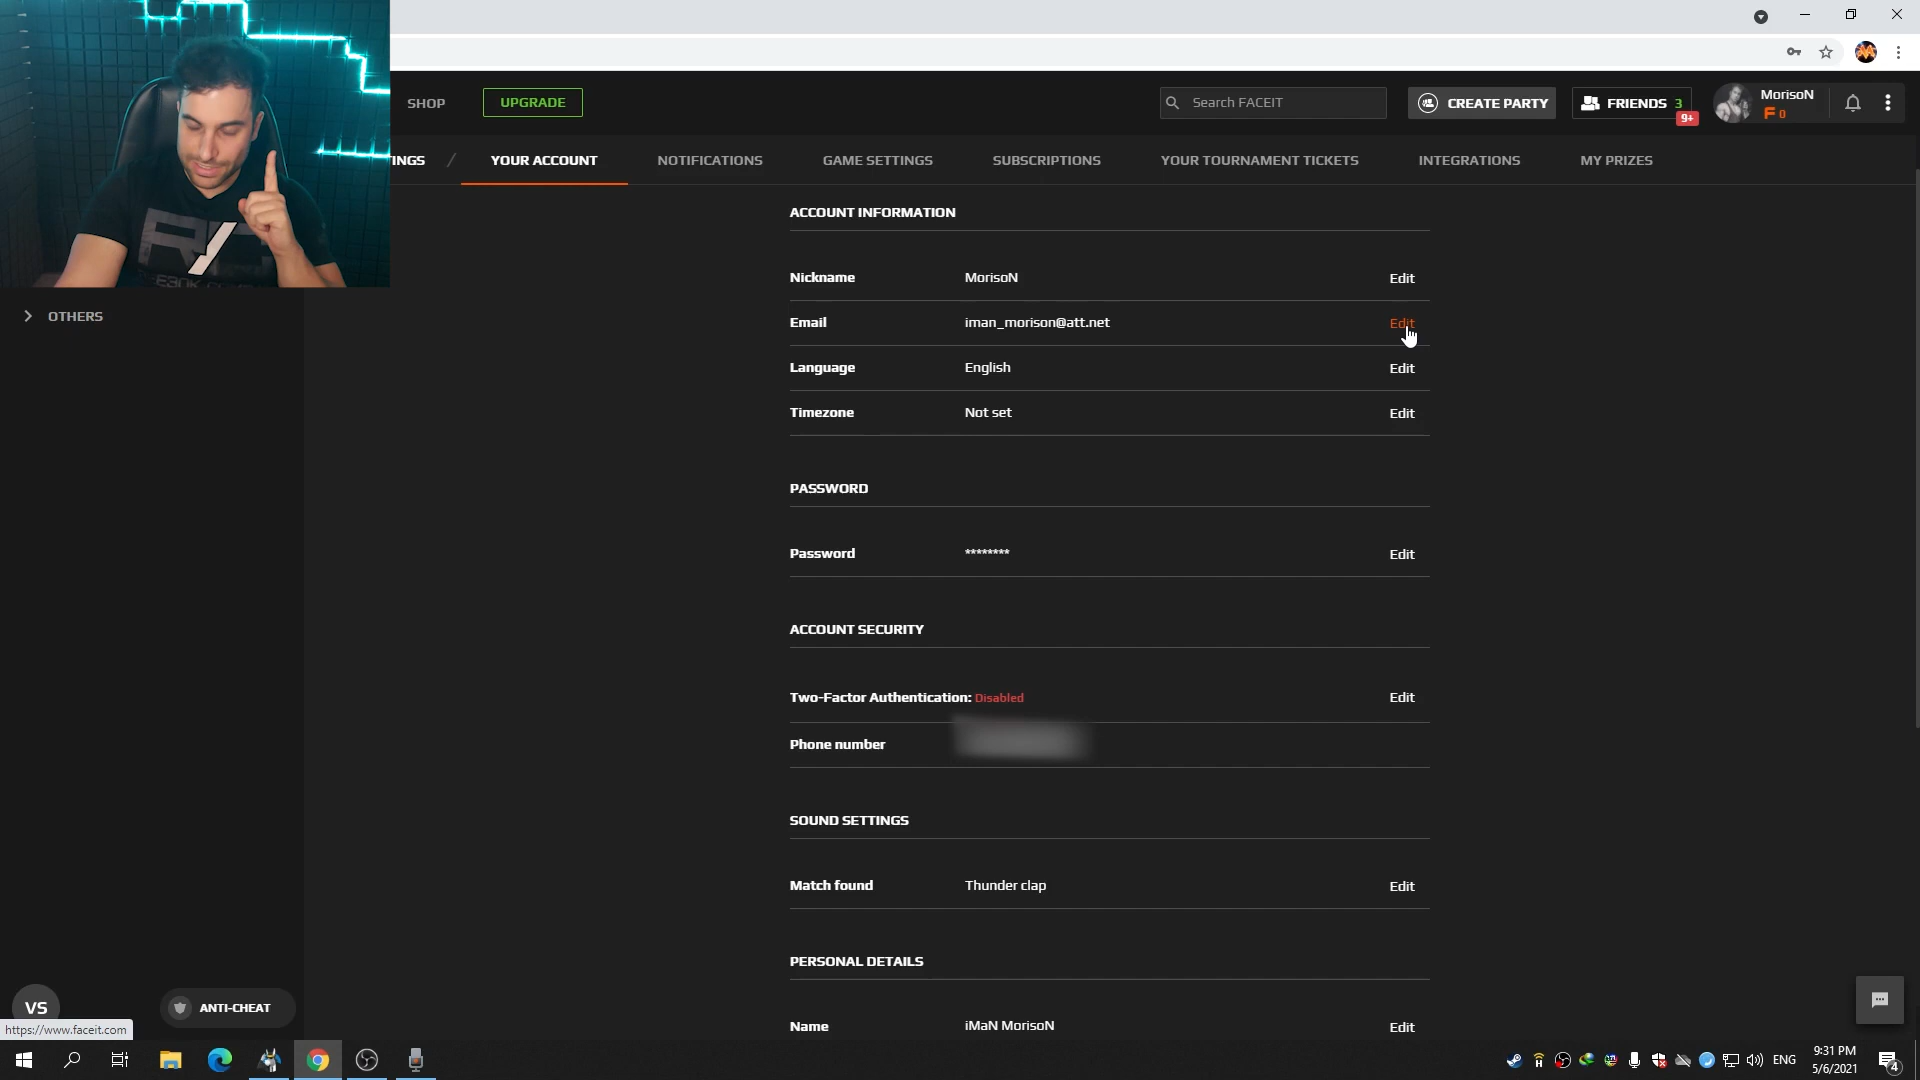 SHOP
UPGRADE
Search FACEIT
CREATE PARTY
FRIENDS 3
9+
MorisoN
0
INGS / YOUR ACCOUNT NOTIFICATIONS GAME SETTINGS SUBSCRIPTIONS YOUR TOURNAMENT TICKETS INTEGRATIONS MY PRIZES
OTHERS
ACCOUNT INFORMATION
Nickname MorisoN Edit
Email iman_morison@att.net Edit
Language English Edit
Timezone Not set Edit
PASSWORD
Password ******** Edit
ACCOUNT SECURITY
Two-Factor Authentication: Disabled Edit
Phone number
SOUND SETTINGS
Match found Thunder clap Edit
PERSONAL DETAILS
Name iMaN MorisoN Edit
VS
ANTI-CHEAT
https://www.faceit.com
ENG
9:31 PM
5/6/2021
4